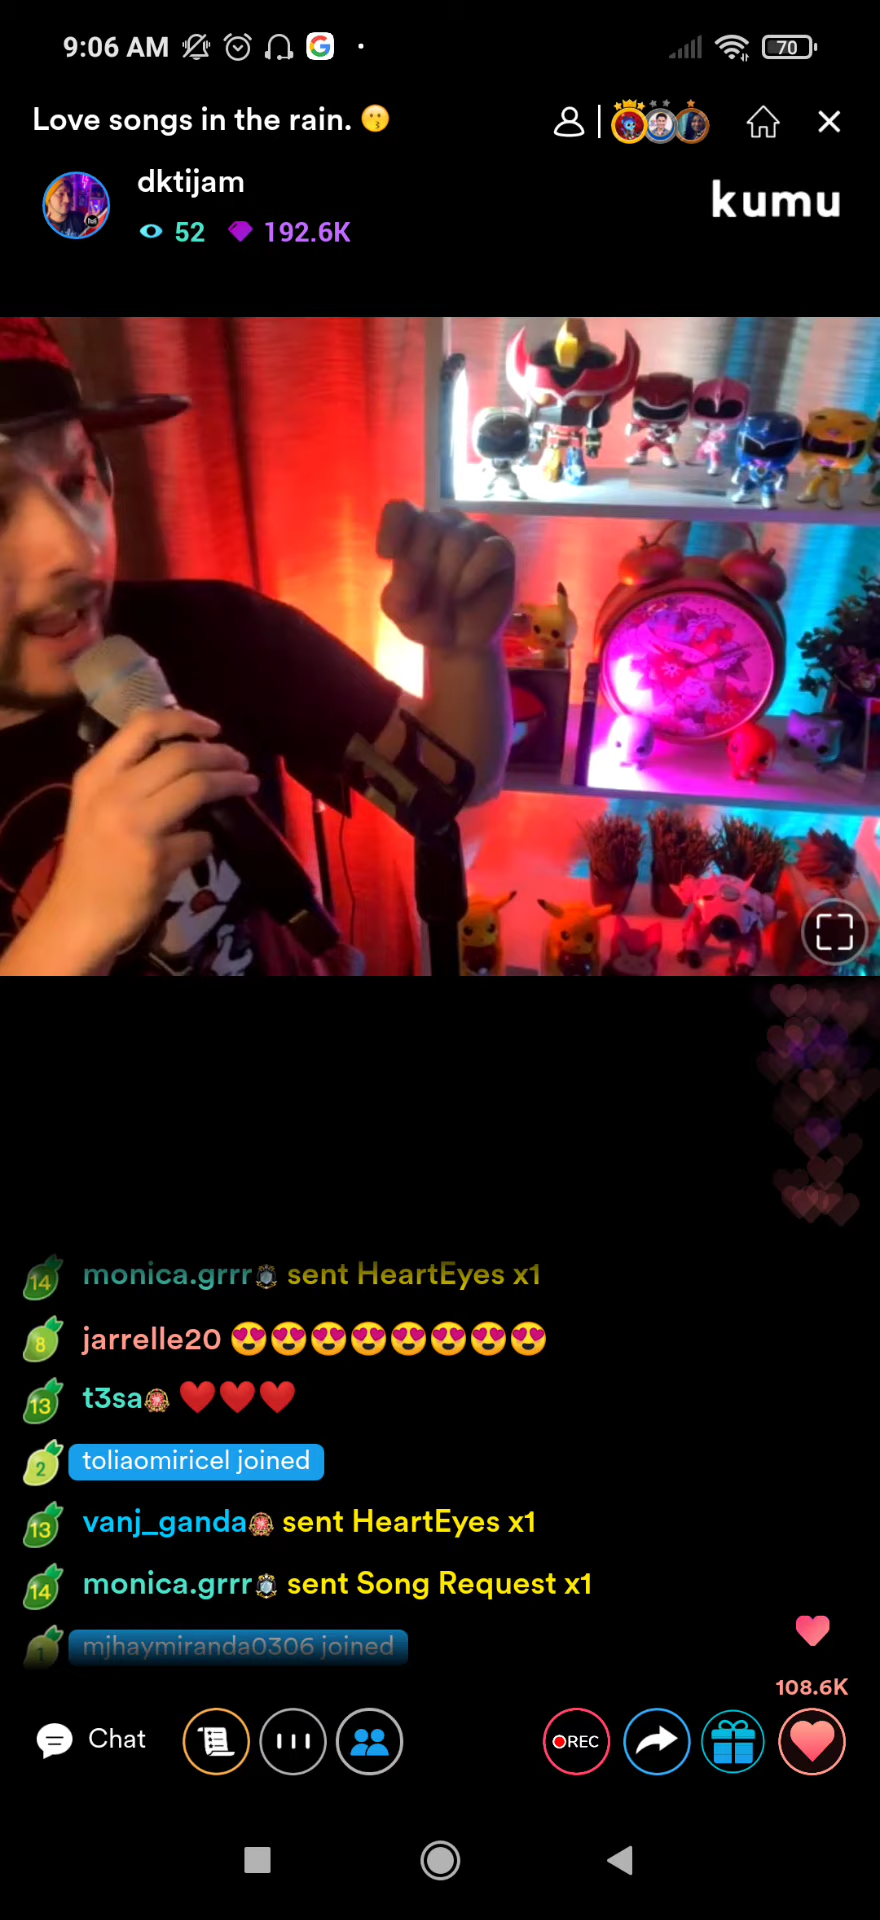 9:06 AM
70
Love songs in the rain. 😗
dktijam
52 192.6K
kumu
14 monica.grrr sent HeartEyes x1
8 jarrelle20 😍😍😍😍😍😍😍😍
13 t3sa ❤️❤️❤️
2 toliaomiricel joined
13 vanj_ganda sent HeartEyes x1
14 monica.grrr sent Song Request x1
1 mjhaymiranda0306 joined
108.6K
Chat
REC